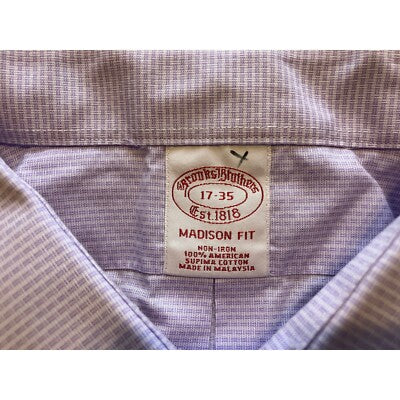 Brooks Brothers
17-35
Est. 1818
MADISON FIT
NON-IRON
100% AMERICAN
SUPIMA COTTON
MADE IN MALAYSIA